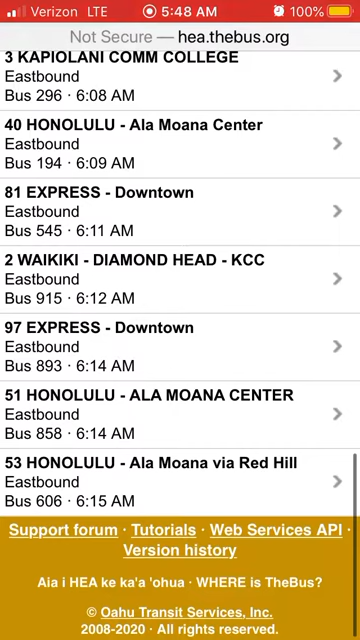 Verizon LTE 5:48 AM 100%
Not Secure — hea.thebus.org
3 KAPIOLANI COMM COLLEGE
Eastbound
Bus 296 · 6:08 AM
40 HONOLULU - Ala Moana Center
Eastbound
Bus 194 · 6:09 AM
81 EXPRESS - Downtown
Eastbound
Bus 545 · 6:11 AM
2 WAIKIKI - DIAMOND HEAD - KCC
Eastbound
Bus 915 · 6:12 AM
97 EXPRESS - Downtown
Eastbound
Bus 893 · 6:14 AM
51 HONOLULU - ALA MOANA CENTER
Eastbound
Bus 858 · 6:14 AM
53 HONOLULU - Ala Moana via Red Hill
Eastbound
Bus 606 · 6:15 AM
Support forum · Tutorials · Web Services API ·
Version history
Aia i HEA ke ka'a 'ohua · WHERE is TheBus?
© Oahu Transit Services, Inc.
2008-2020 · All rights reserved.